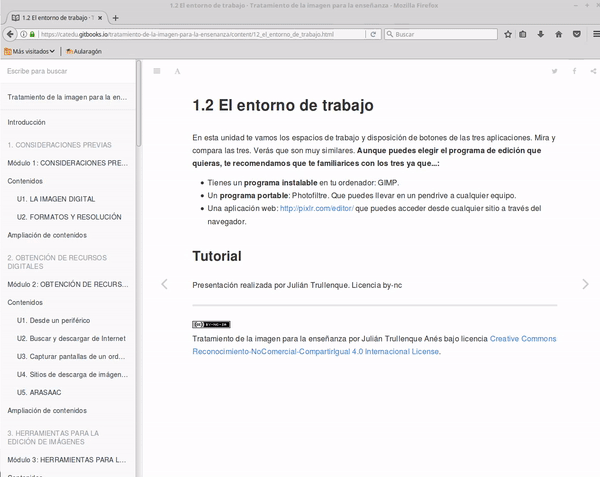 1.2 El entorno de trabajo · Tratamiento de la imagen para la enseñanza - Mozilla Firefox
1.2 El entorno de trabajo · T
https://catedu.gitbooks.io/tratamiento-de-la-imagen-para-la-ensenanza/content/12_el_entorno_de_trabajo.html
Buscar
Más visitados
Aularagón
Escribe para buscar
A
Tratamiento de la imagen para la en...
Introducción
1. CONSIDERACIONES PREVIAS
Módulo 1: CONSIDERACIONES PRE...
Contenidos
U1. LA IMAGEN DIGITAL
U2. FORMATOS Y RESOLUCIÓN
Ampliación de contenidos
2. OBTENCIÓN DE RECURSOS
DIGITALES
Módulo 2: OBTENCIÓN DE RECURS...
Contenidos
U1. Desde un periférico
U2. Buscar y descargar de Internet
U3. Capturar pantallas de un ord...
U4. Sitios de descarga de imágen...
U5. ARASAAC
Ampliación de contenidos
3. HERRAMIENTAS PARA LA
EDICIÓN DE IMÁGENES
Módulo 3: HERRAMIENTAS PARA L...
Contenidos
1.2 El entorno de trabajo
En esta unidad te vamos los espacios de trabajo y disposición de botones de las tres aplicaciones. Mira y
compara las tres. Verás que son muy similares. Aunque puedes elegir el programa de edición que
quieras, te recomendamos que te familiarices con los tres ya que...:
Tienes un programa instalable en tu ordenador: GIMP.
Un programa portable: Photofiltre. Que puedes llevar en un pendrive a cualquier equipo.
Una aplicación web: http://pixlr.com/editor/ que puedes acceder desde cualquier sitio a través del
navegador.
Tutorial
Presentación realizada por Julián Trullenque. Licencia by-nc
BY-NC-SA
Tratamiento de la imagen para la enseñanza por Julián Trullenque Anés bajo licencia Creative Commons
Reconocimiento-NoComercial-CompartirIgual 4.0 Internacional License.